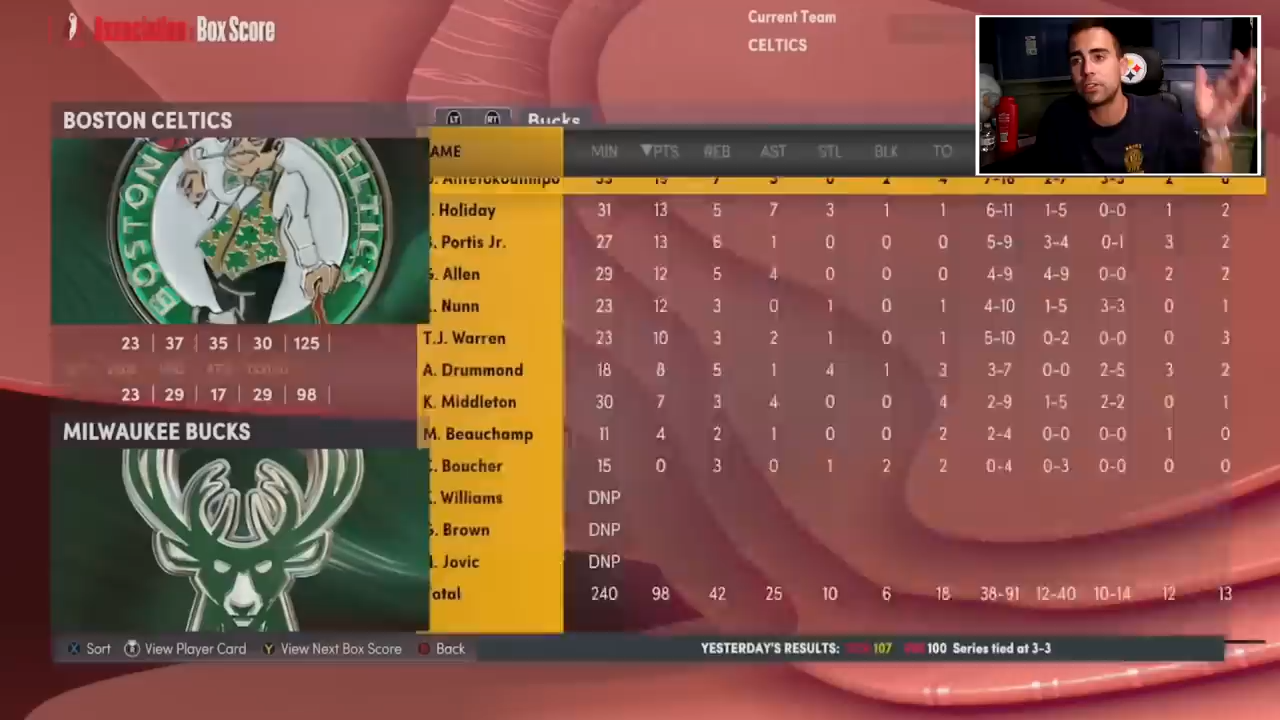 Association Box Score
Current Team
CELTICS
BOSTON CELTICS
BOSTON CELTICS
23 | 37 | 35 | 30 | 125 |
23 | 29 | 17 | 29 | 98 |
MILWAUKEE BUCKS
LT RT Bucks
AME MIN ▼PTS REB AST STL BLK TO
Antetokounmpo 19
. Holiday 31 13 5 7 3 1 1 6-11 1-5 0-0 1 2
. Portis Jr. 27 13 6 1 0 0 0 5-9 3-4 0-1 3 2
. Allen 29 12 5 4 0 0 0 4-9 4-9 0-0 2 2
. Nunn 23 12 3 0 1 0 1 4-10 1-5 3-3 0 1
T.J. Warren 23 10 3 2 1 0 1 5-10 0-2 0-0 0 3
A. Drummond 18 8 5 1 4 1 3 3-7 0-0 2-5 3 2
K. Middleton 30 7 3 4 0 0 4 2-9 1-5 2-2 0 1
M. Beauchamp 11 4 2 1 0 0 2 2-4 0-0 0-0 1 0
C. Boucher 15 0 3 0 1 2 2 0-4 0-3 0-0 0 0
. Williams DNP
. Brown DNP
. Jovic DNP
otal 240 98 42 25 10 6 18 38-91 12-40 10-14 12 13
X Sort View Player Card Y View Next Box Score Back
YESTERDAY'S RESULTS: 107 100 Series tied at 3-3